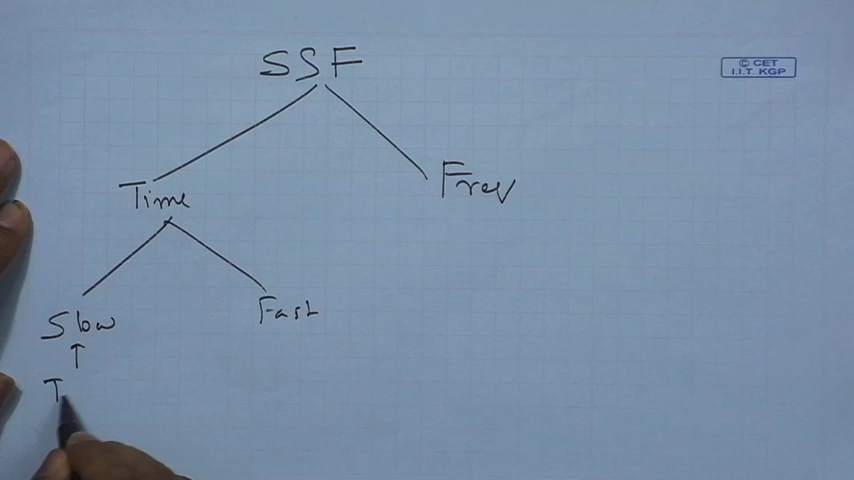 SSF
© CET
I.I.T. KGP
Time
Freq
Slow
Fast
T